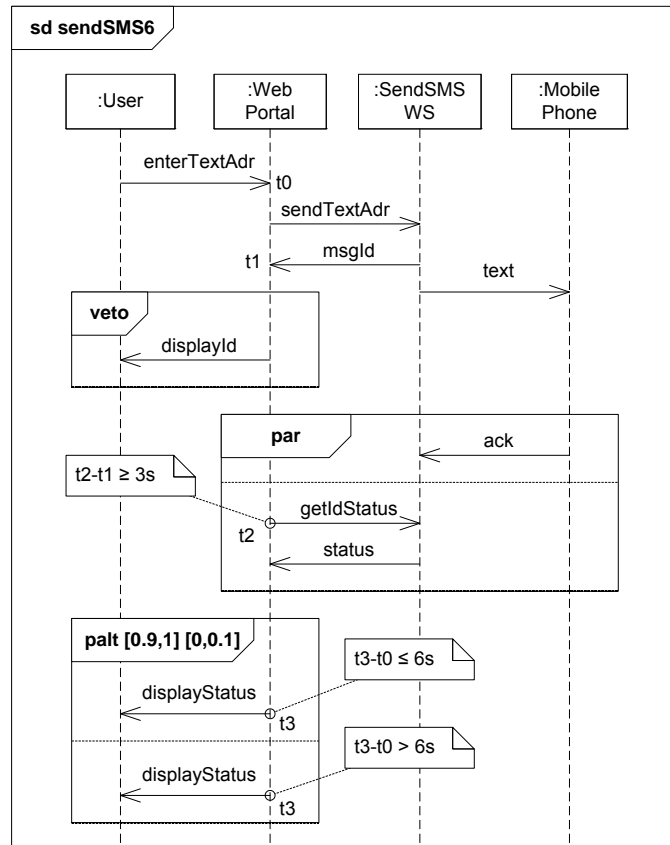 sd sendSMS6
:User
:Web
Portal
:SendSMS
WS
:Mobile
Phone
enterTextAdr
t0
sendTextAdr
msgId
t1
text
veto
displayId
par
ack
t2-t1 ≥ 3s
getIdStatus
t2
status
palt [0.9,1] [0,0.1]
t3-t0 ≤ 6s
displayStatus
t3
t3-t0 > 6s
displayStatus
t3